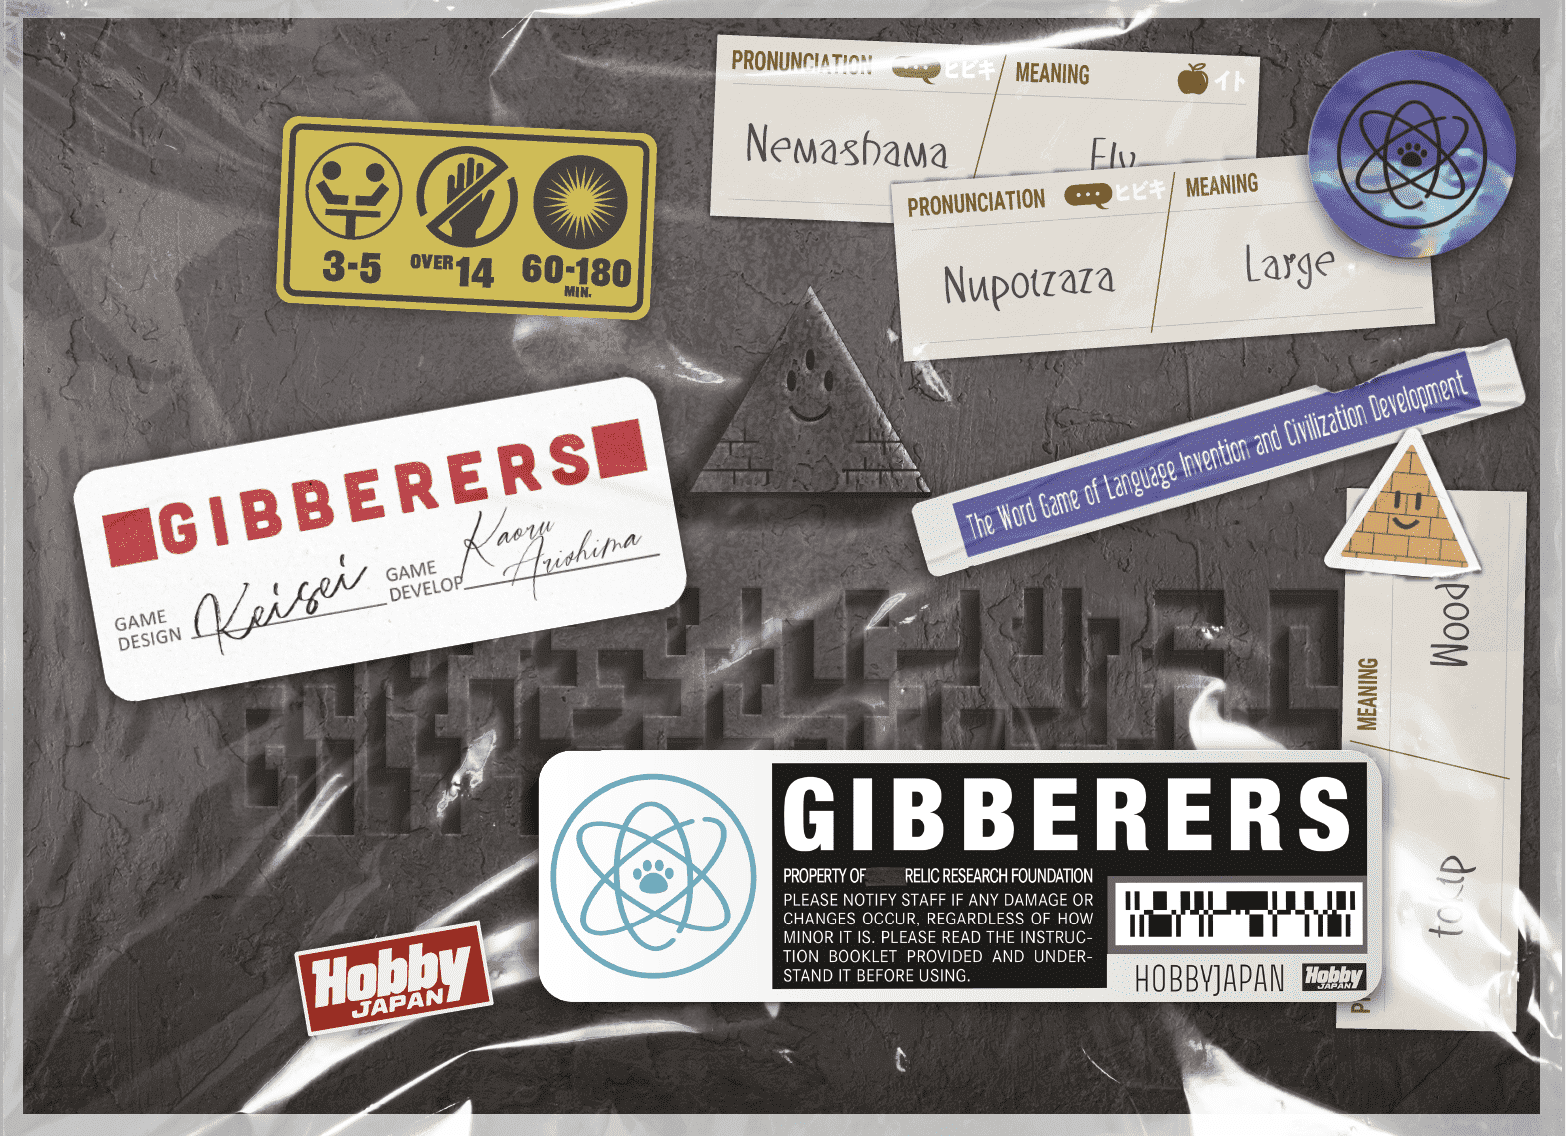 PRONUNCIATION ヒビキ MEANING イト
Nemashama Fly
PRONUNCIATION ヒビキ MEANING
Nupoizaza Large
3-5 OVER 14 60-180 MIN.
The Word Game of Language Invention and Civilization Development
GIBBERERS
GAME DESIGN Keisei GAME DEVELOP Kaoru Arishima
MEANING
Wood
GIBBERERS
PROPERTY OF RELIC RESEARCH FOUNDATION
PLEASE NOTIFY STAFF IF ANY DAMAGE OR
CHANGES OCCUR, REGARDLESS OF HOW
MINOR IT IS. PLEASE READ THE INSTRUC-
TION BOOKLET PROVIDED AND UNDER-
STAND IT BEFORE USING.
HOBBYJAPAN Hobby JAPAN
Hobby
JAPAN